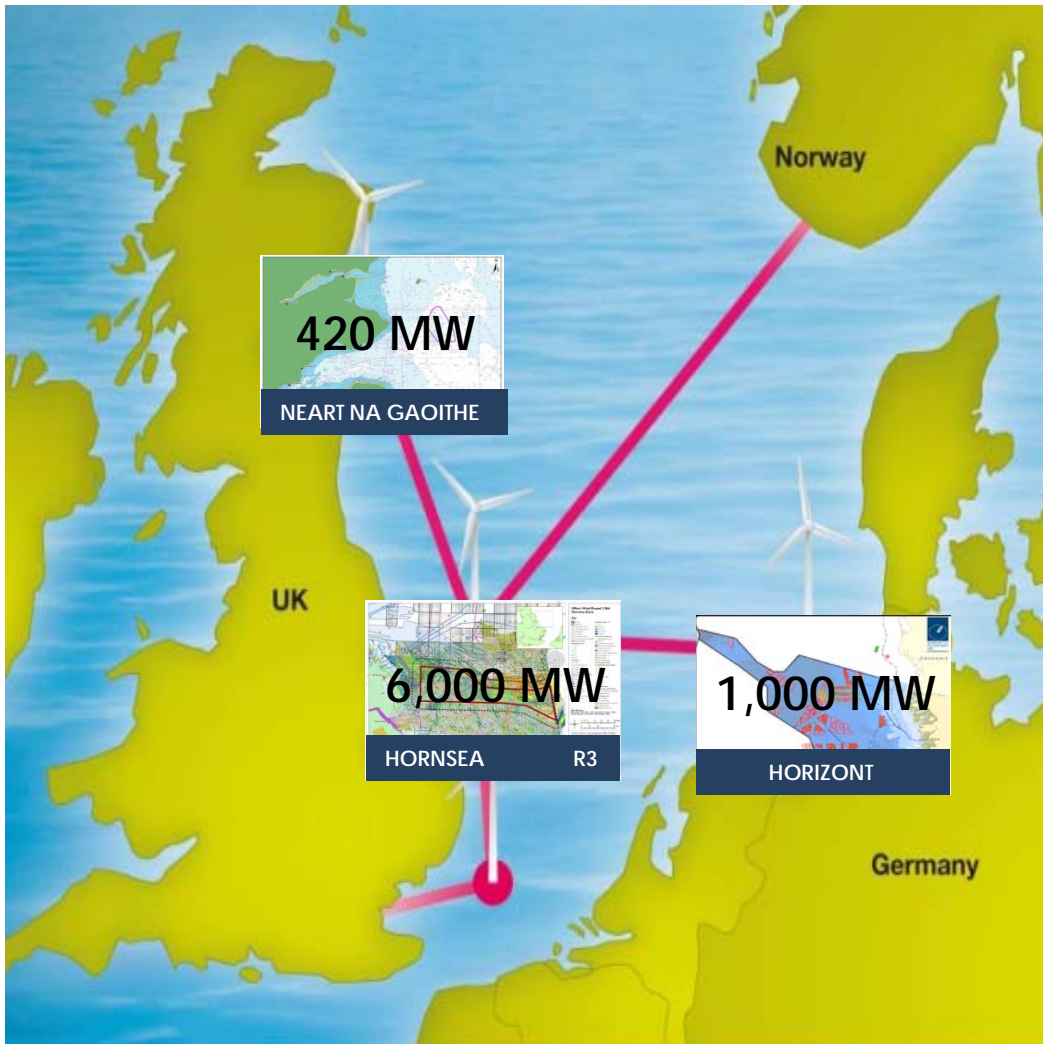 Norway
420 MW
NEART NA GAOITHE
UK
6,000 MW
HORNSEA R3
1,000 MW
HORIZONT
Germany